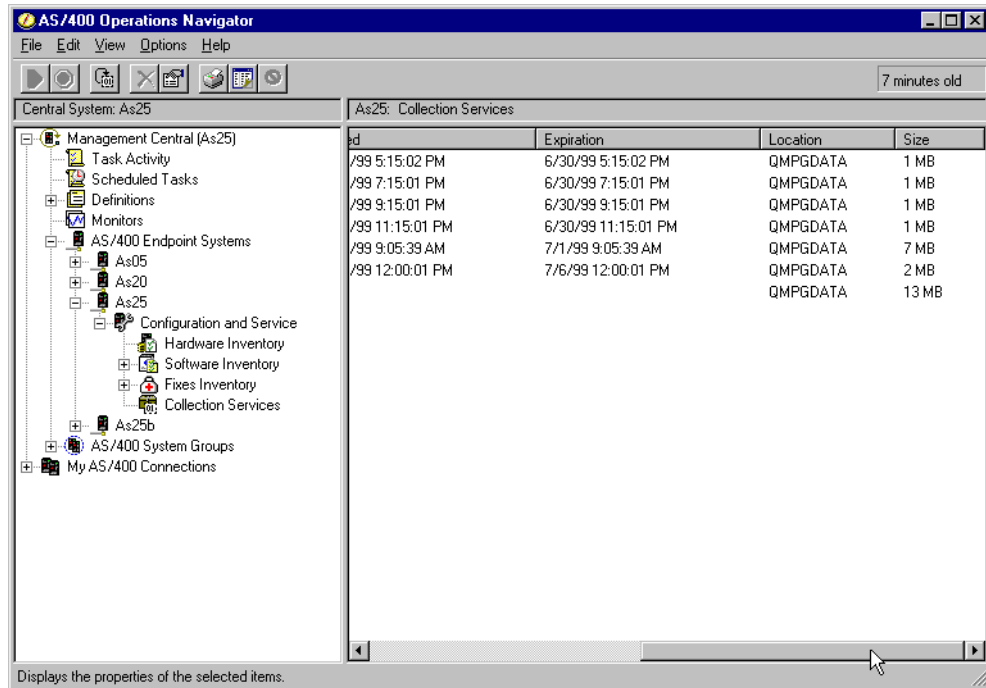 AS/400 Operations Navigator
File Edit View Options Help
7 minutes old
Central System: As25
As25: Collection Services
Management Central (As25)
Task Activity
Scheduled Tasks
Definitions
Monitors
AS/400 Endpoint Systems
As05
As20
As25
Configuration and Service
Hardware Inventory
Software Inventory
Fixes Inventory
Collection Services
As25b
AS/400 System Groups
My AS/400 Connections
ed Expiration Location Size
/99 5:15:02 PM 6/30/99 5:15:02 PM QMPGDATA 1 MB
/99 7:15:01 PM 6/30/99 7:15:01 PM QMPGDATA 1 MB
/99 9:15:01 PM 6/30/99 9:15:01 PM QMPGDATA 1 MB
/99 11:15:01 PM 6/30/99 11:15:01 PM QMPGDATA 1 MB
/99 9:05:39 AM 7/1/99 9:05:39 AM QMPGDATA 7 MB
/99 12:00:01 PM 7/6/99 12:00:01 PM QMPGDATA 2 MB
QMPGDATA 13 MB
Displays the properties of the selected items.